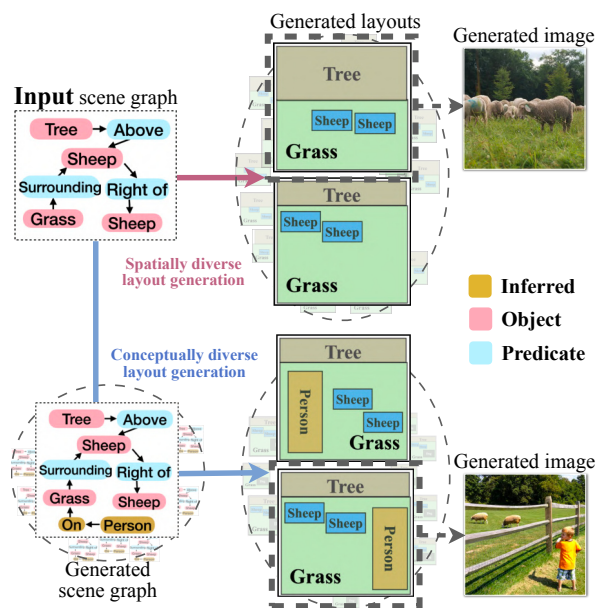 Generated layouts
Generated image
Input scene graph
Tree
Above
Sheep
Surrounding
Right of
Grass
Sheep
Tree
Sheep
Sheep
Grass
Tree
Sheep
Sheep
Grass
Spatially diverse
layout generation
Inferred
Object
Predicate
Conceptually diverse
layout generation
Tree
Person
Sheep
Sheep
Grass
Tree
Above
Sheep
Surrounding
Right of
Grass
Sheep
On
Person
Generated
scene graph
Tree
Sheep
Sheep
Person
Grass
Generated image